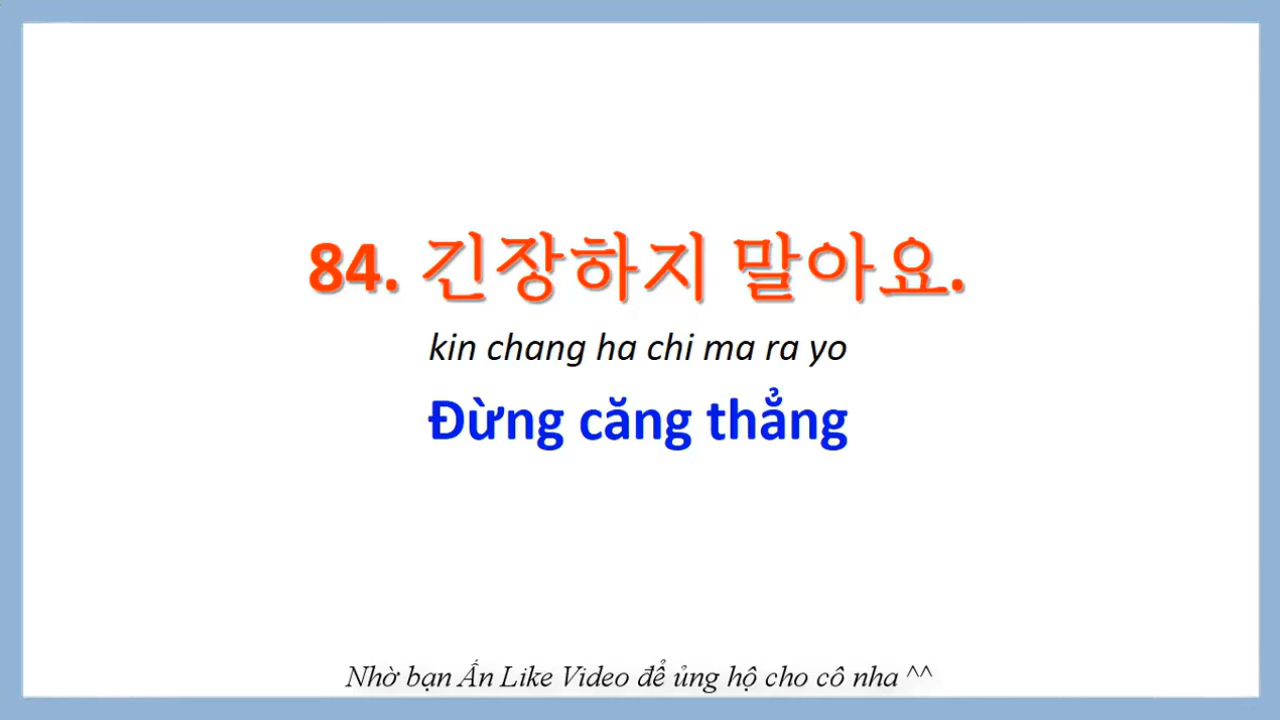 84. 긴장하지 말아요.
kin chang ha chi ma ra yo
Đừng căng thẳng
Nhờ bạn Ấn Like Video để ủng hộ cho cô nha ^^